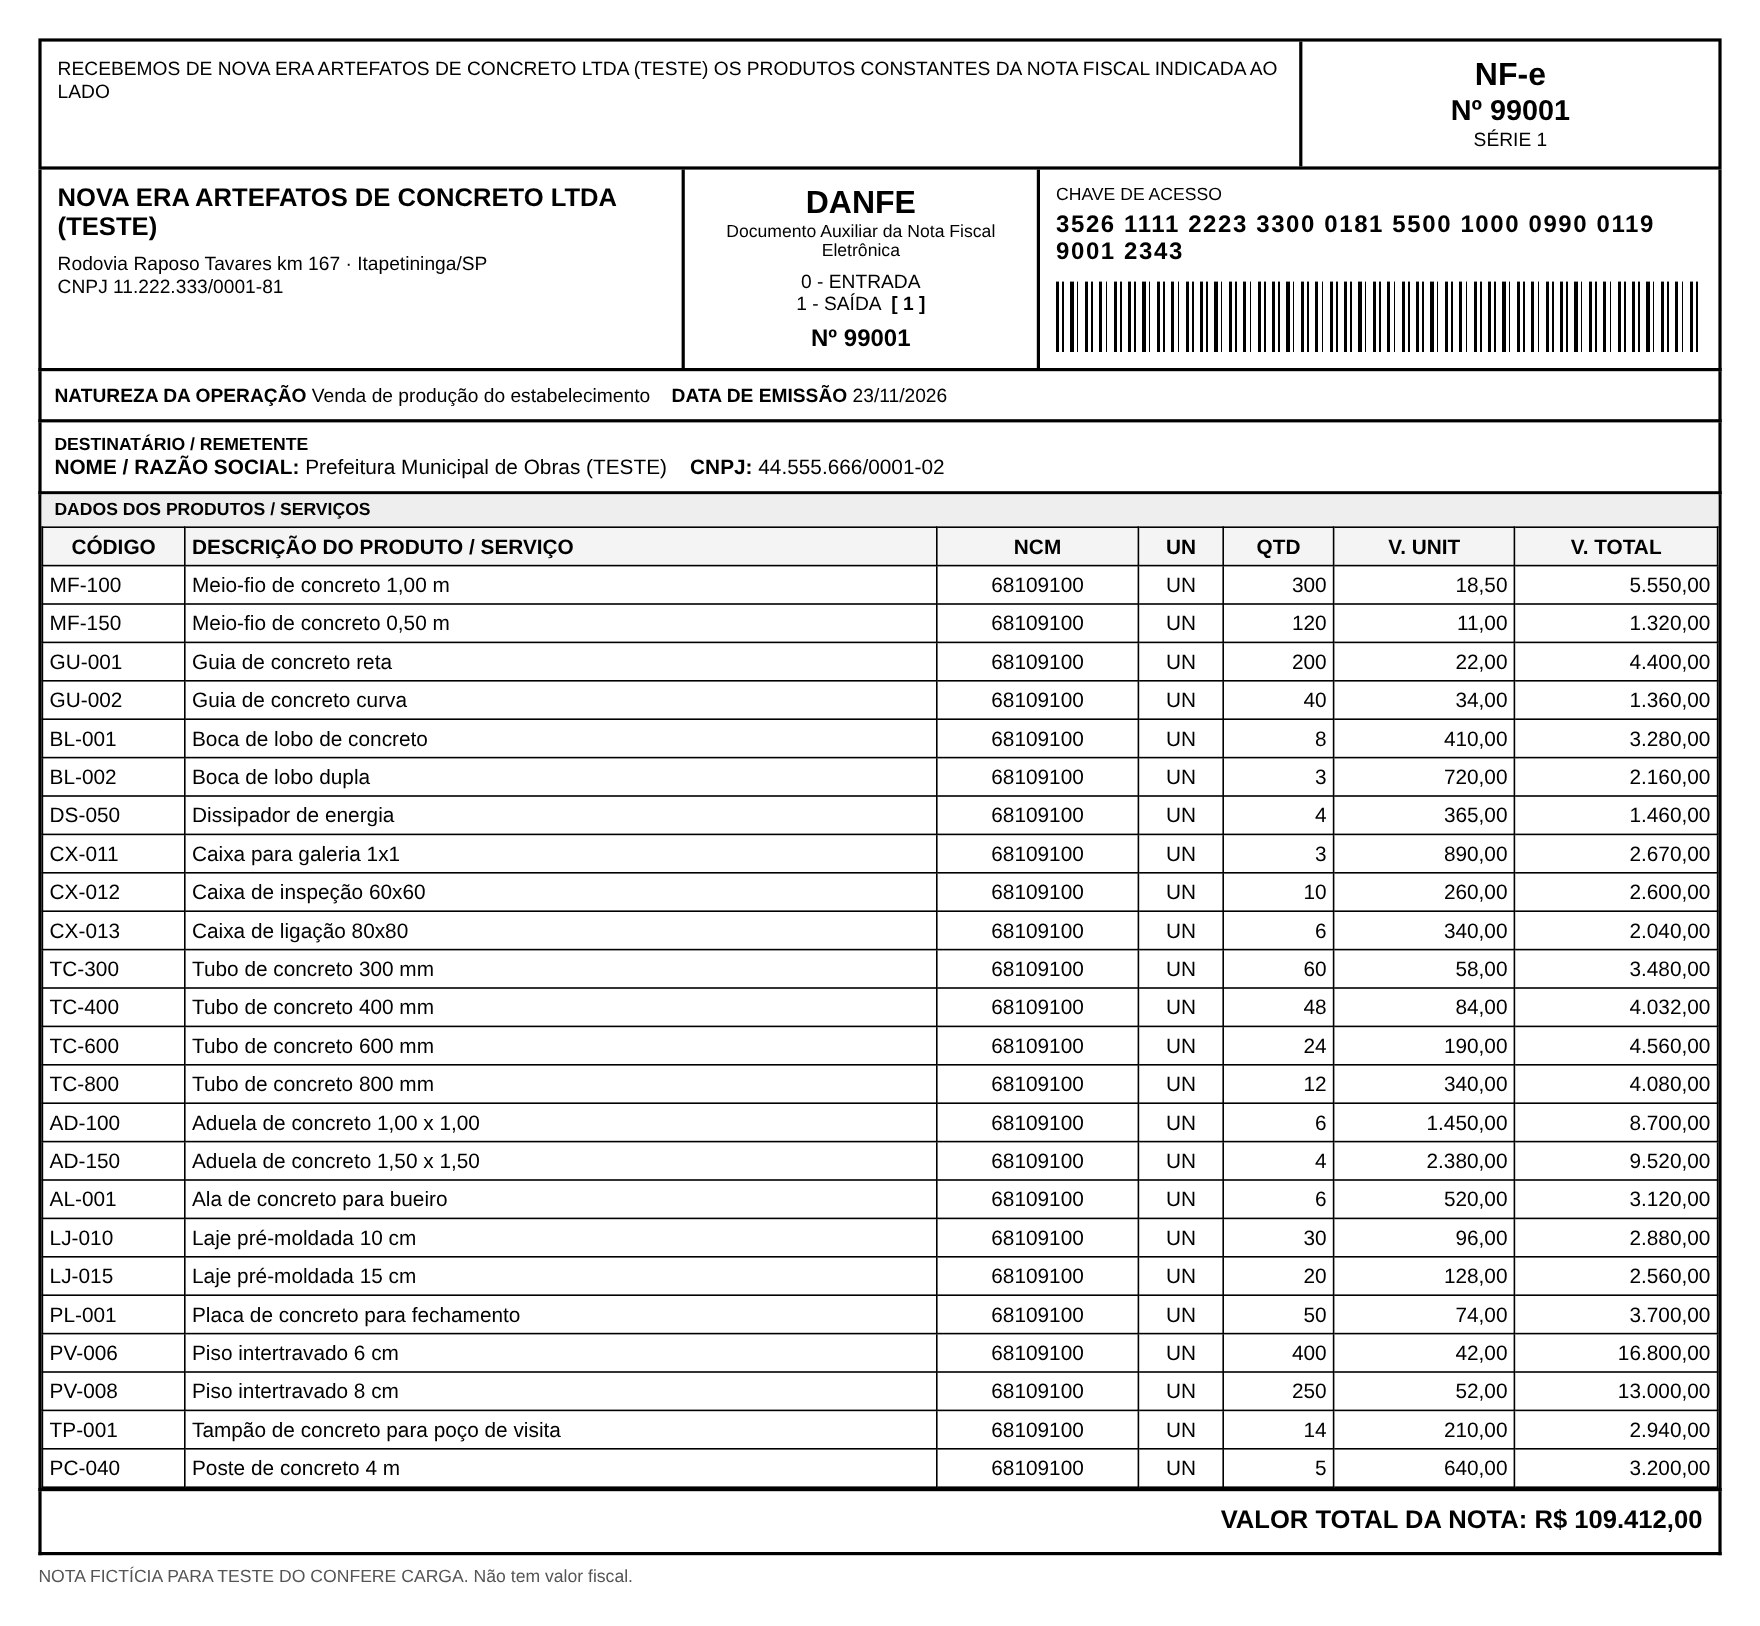 RECEBEMOS DE NOVA ERA ARTEFATOS DE CONCRETO LTDA (TESTE) OS PRODUTOS CONSTANTES DA NOTA FISCAL INDICADA AO
LADO
NF-e
Nº 99001
SÉRIE 1
NOVA ERA ARTEFATOS DE CONCRETO LTDA
(TESTE)
Rodovia Raposo Tavares km 167 · Itapetininga/SP
CNPJ 11.222.333/0001-81
DANFE
Documento Auxiliar da Nota Fiscal
Eletrônica
0 - ENTRADA
1 - SAÍDA [ 1 ]
Nº 99001
CHAVE DE ACESSO
3526 1111 2223 3300 0181 5500 1000 0990 0119
9001 2343
NATUREZA DA OPERAÇÃO Venda de produção do estabelecimento DATA DE EMISSÃO 23/11/2026
DESTINATÁRIO / REMETENTE
NOME / RAZÃO SOCIAL: Prefeitura Municipal de Obras (TESTE) CNPJ: 44.555.666/0001-02
DADOS DOS PRODUTOS / SERVIÇOS
CÓDIGO DESCRIÇÃO DO PRODUTO / SERVIÇO NCM UN QTD V. UNIT V. TOTAL
MF-100 Meio-fio de concreto 1,00 m 68109100 UN 300 18,50 5.550,00
MF-150 Meio-fio de concreto 0,50 m 68109100 UN 120 11,00 1.320,00
GU-001 Guia de concreto reta 68109100 UN 200 22,00 4.400,00
GU-002 Guia de concreto curva 68109100 UN 40 34,00 1.360,00
BL-001 Boca de lobo de concreto 68109100 UN 8 410,00 3.280,00
BL-002 Boca de lobo dupla 68109100 UN 3 720,00 2.160,00
DS-050 Dissipador de energia 68109100 UN 4 365,00 1.460,00
CX-011 Caixa para galeria 1x1 68109100 UN 3 890,00 2.670,00
CX-012 Caixa de inspeção 60x60 68109100 UN 10 260,00 2.600,00
CX-013 Caixa de ligação 80x80 68109100 UN 6 340,00 2.040,00
TC-300 Tubo de concreto 300 mm 68109100 UN 60 58,00 3.480,00
TC-400 Tubo de concreto 400 mm 68109100 UN 48 84,00 4.032,00
TC-600 Tubo de concreto 600 mm 68109100 UN 24 190,00 4.560,00
TC-800 Tubo de concreto 800 mm 68109100 UN 12 340,00 4.080,00
AD-100 Aduela de concreto 1,00 x 1,00 68109100 UN 6 1.450,00 8.700,00
AD-150 Aduela de concreto 1,50 x 1,50 68109100 UN 4 2.380,00 9.520,00
AL-001 Ala de concreto para bueiro 68109100 UN 6 520,00 3.120,00
LJ-010 Laje pré-moldada 10 cm 68109100 UN 30 96,00 2.880,00
LJ-015 Laje pré-moldada 15 cm 68109100 UN 20 128,00 2.560,00
PL-001 Placa de concreto para fechamento 68109100 UN 50 74,00 3.700,00
PV-006 Piso intertravado 6 cm 68109100 UN 400 42,00 16.800,00
PV-008 Piso intertravado 8 cm 68109100 UN 250 52,00 13.000,00
TP-001 Tampão de concreto para poço de visita 68109100 UN 14 210,00 2.940,00
PC-040 Poste de concreto 4 m 68109100 UN 5 640,00 3.200,00
VALOR TOTAL DA NOTA: R$ 109.412,00
NOTA FICTÍCIA PARA TESTE DO CONFERE CARGA. Não tem valor fiscal.